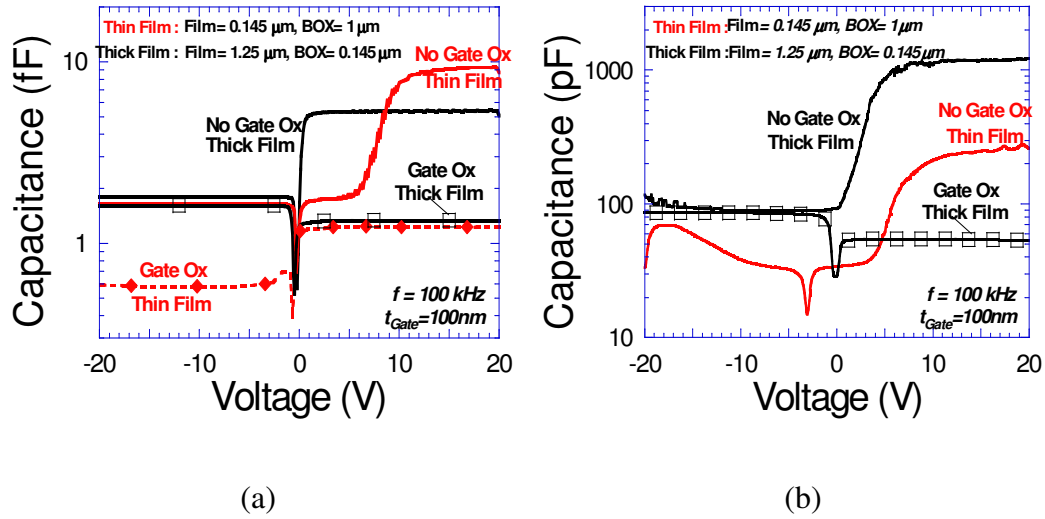 Thin Film : Film= 0.145 µm, BOX= 1 µm
Thick Film : Film= 1.25 µm, BOX= 0.145 µm
No Gate Ox
Thin Film
No Gate Ox
Thick Film
Gate Ox
Thick Film
Gate Ox
Thin Film
f = 100 kHz
tGate=100nm
Capacitance (fF)
10
1
-20 -10 0 10 20
Voltage (V)
(a)
Thin Film :Film= 0.145 µm, BOX= 1µm
Thick Film :Film= 1.25 µm, BOX= 0.145µm
No Gate Ox
Thick Film
No Gate Ox
Thin Film
Gate Ox
Thick Film
f = 100 kHz
tGate=100nm
Capacitance (pF)
1000
100
10
-20 -10 0 10 20
Voltage (V)
(b)